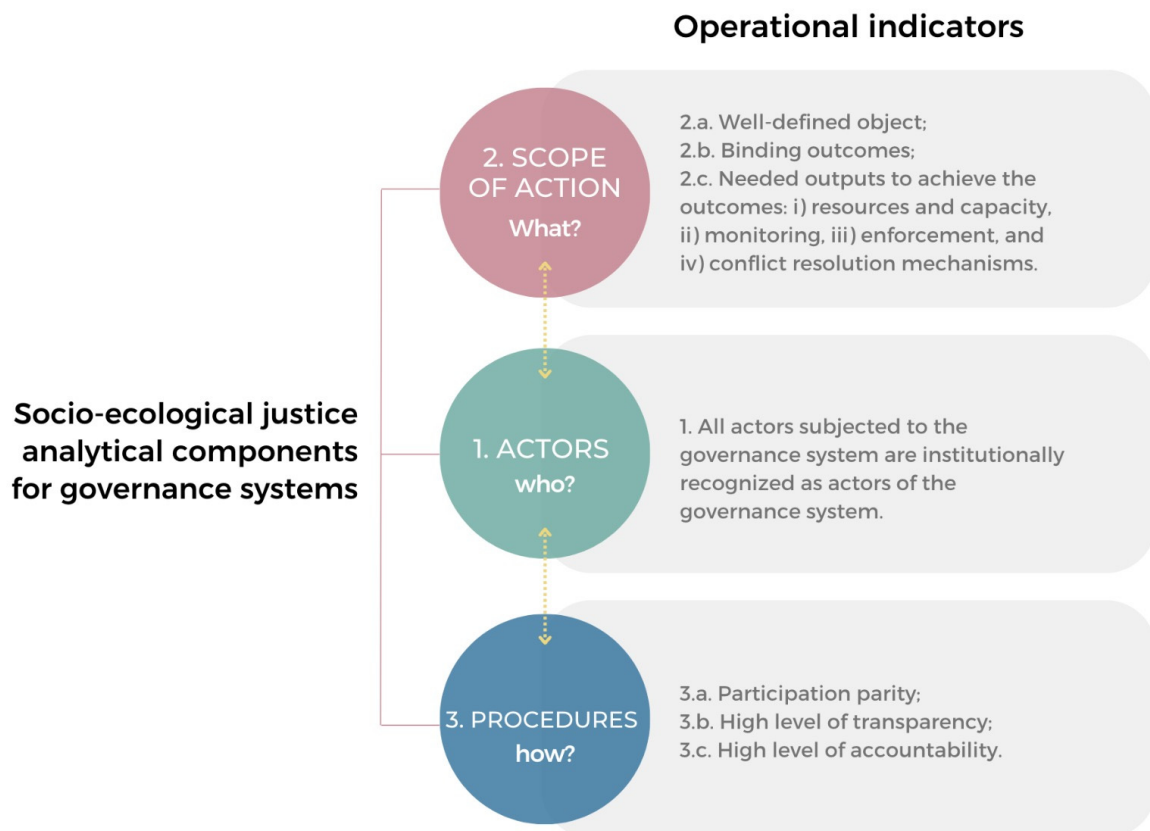 Operational indicators
2. SCOPE
OF ACTION
What?
2.a. Well-defined object;
2.b. Binding outcomes;
2.c. Needed outputs to achieve the
outcomes: i) resources and capacity,
ii) monitoring, iii) enforcement, and
iv) conflict resolution mechanisms.
Socio-ecological justice
analytical components
for governance systems
1. ACTORS
who?
1. All actors subjected to the
governance system are institutionally
recognized as actors of the
governance system.
3. PROCEDURES
how?
3.a. Participation parity;
3.b. High level of transparency;
3.c. High level of accountability.